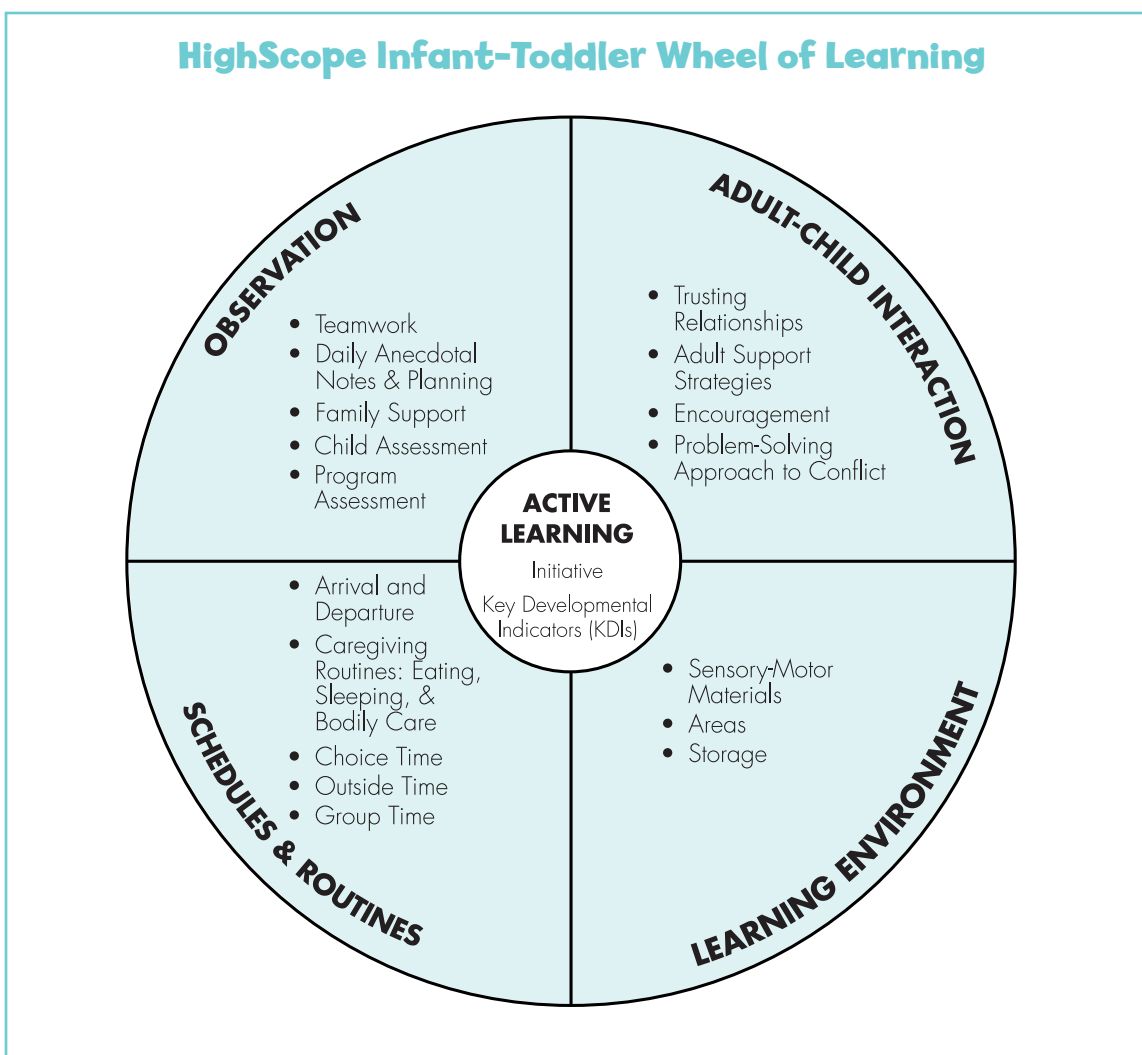 HighScope Infant-Toddler Wheel of Learning
OBSERVATION
• Teamwork
• Daily Anecdotal
Notes & Planning
• Family Support
• Child Assessment
• Program
Assessment
ADULT-CHILD INTERACTION
• Trusting
Relationships
• Adult Support
Strategies
• Encouragement
• Problem-Solving
Approach to Conflict
ACTIVE
LEARNING
Initiative
Key Developmental
Indicators (KDIs)
SCHEDULES & ROUTINES
• Arrival and
Departure
• Caregiving
Routines: Eating,
Sleeping, &
Bodily Care
• Choice Time
• Outside Time
• Group Time
LEARNING ENVIRONMENT
• Sensory-Motor
Materials
• Areas
• Storage